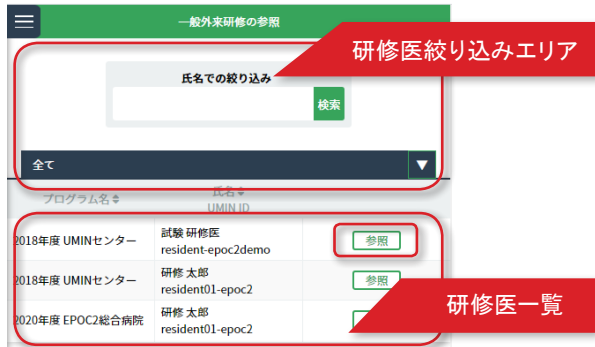 一般外来研修の参照
研修医絞り込みエリア
氏名での絞り込み
検索
全て
▼
プログラム名
氏名
UMIN ID
2018年度 UMINセンター
試験 研修医
resident-epoc2demo
参照
2018年度 UMINセンター
研修 太郎
resident01-epoc2
参照
研修医一覧
2020年度 EPOC2総合病院
研修 太郎
resident01-epoc2